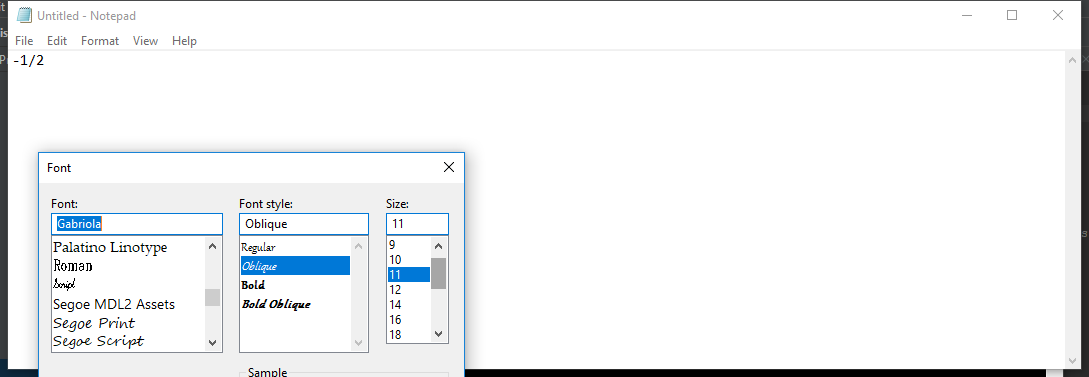 Untitled - Notepad
File Edit Format View Help
-1/2
Font
Font: Font style: Size:
Gabriola Oblique 11
Palatino Linotype
Roman
Script
Segoe MDL2 Assets
Segoe Print
Segoe Script
Regular
Oblique
Bold
Bold Oblique
9
10
11
12
14
16
18
Sample